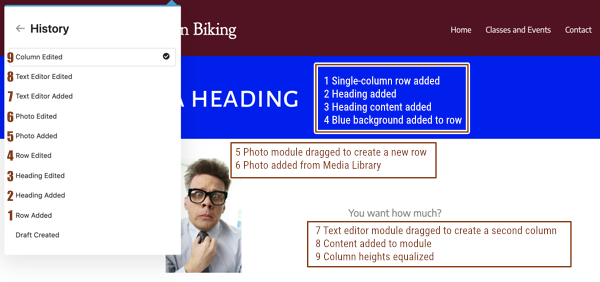 ← History
9 Column Edited
8 Text Editor Edited
7 Text Editor Added
6 Photo Edited
5 Photo Added
4 Row Edited
3 Heading Edited
2 Heading Added
1 Row Added
Draft Created
Biking
Home Classes and Events Contact
A HEADING
1 Single-column row added
2 Heading added
3 Heading content added
4 Blue background added to row
5 Photo module dragged to create a new row
6 Photo added from Media Library
You want how much?
7 Text editor module dragged to create a second column
8 Content added to module
9 Column heights equalized